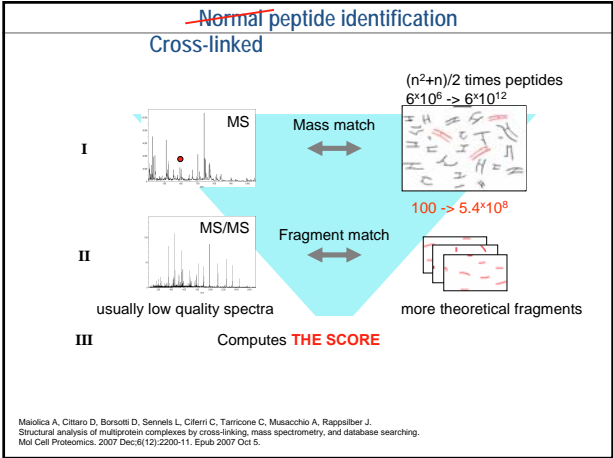 Normal peptide identification
Cross-linked
(n²+n)/2 times peptides
6ˣ10⁶ -> 6ˣ10¹²
I
MS
Mass match
100 -> 5.4ˣ10⁸
II
MS/MS
Fragment match
usually low quality spectra
more theoretical fragments
III
Computes THE SCORE
Maiolica A, Cittaro D, Borsotti D, Sennels L, Ciferri C, Tarricone C, Musacchio A, Rappsilber J.
Structural analysis of multiprotein complexes by cross-linking, mass spectrometry, and database searching.
Mol Cell Proteomics. 2007 Dec;6(12):2200-11. Epub 2007 Oct 5.